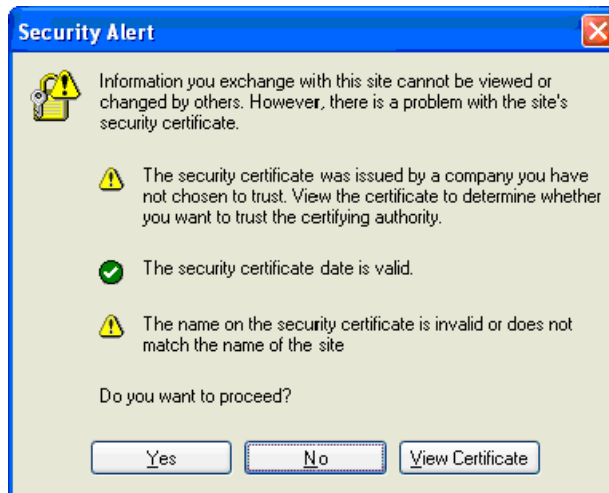 Security Alert
Information you exchange with this site cannot be viewed or
changed by others. However, there is a problem with the site's
security certificate.
The security certificate was issued by a company you have
not chosen to trust. View the certificate to determine whether
you want to trust the certifying authority.
The security certificate date is valid.
The name on the security certificate is invalid or does not
match the name of the site
Do you want to proceed?
Yes No View Certificate